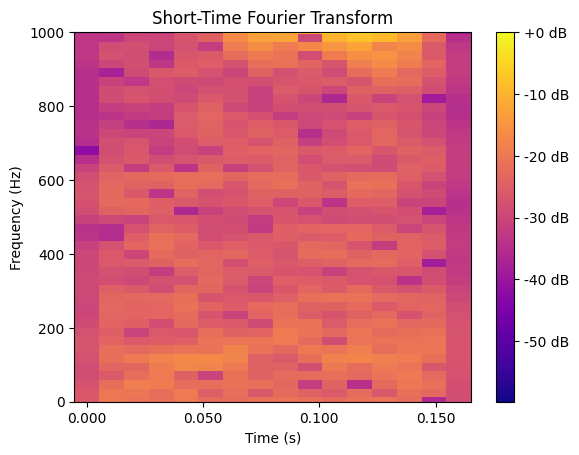 Short-Time Fourier Transform
Frequency (Hz)
1000
800
600
400
200
0
0.000
0.050
0.100
0.150
Time (s)
+0 dB
-10 dB
-20 dB
-30 dB
-40 dB
-50 dB